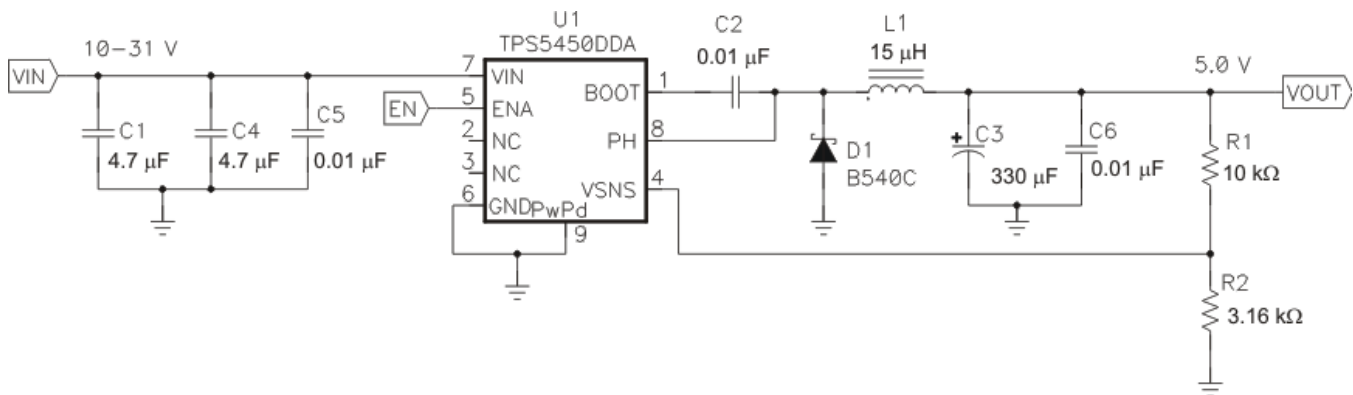 U1
TPS5450DDA
10-31 V
VIN
C1
4.7 μF
C4
4.7 μF
C5
0.01 μF
EN
7
5
2
3
6
VIN
ENA
NC
NC
GND
PwPd
9
BOOT
PH
VSNS
1
8
4
C2
0.01 μF
L1
15 μH
D1
B540C
+
C3
330 μF
C6
0.01 μF
5.0 V
VOUT
R1
10 kΩ
R2
3.16 kΩ